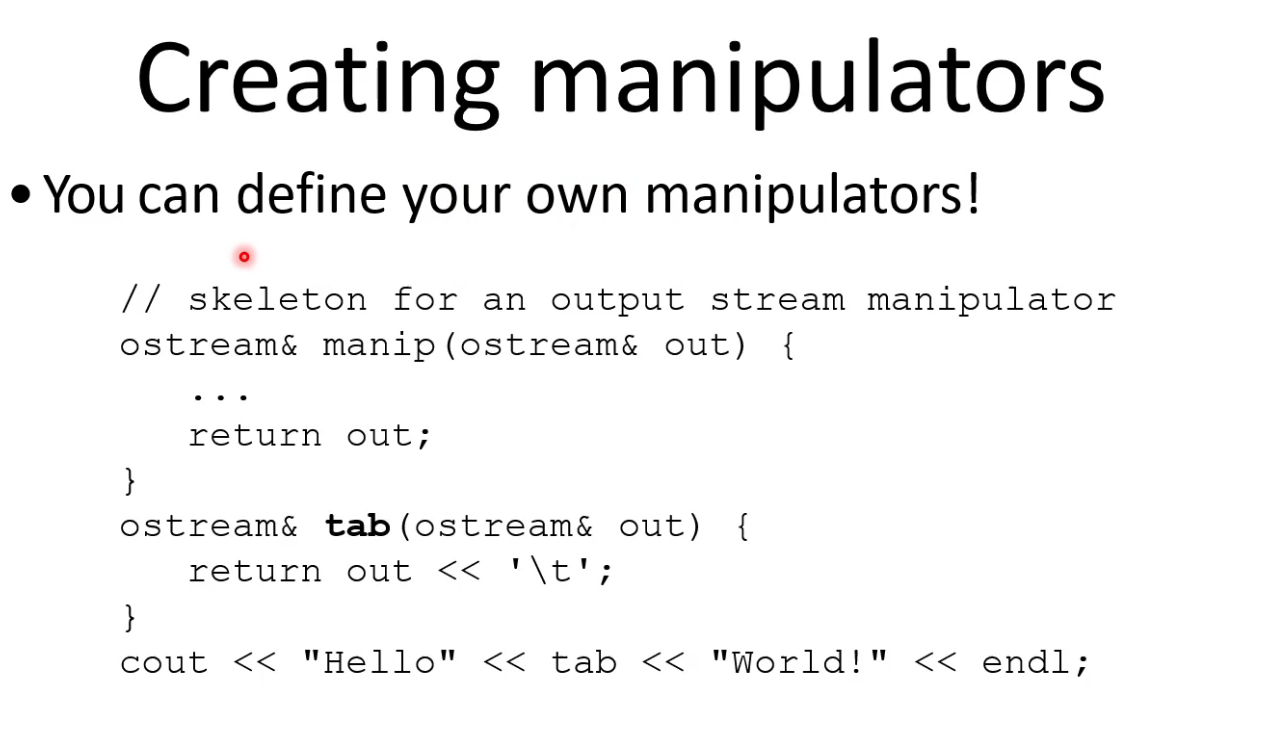 Creating manipulators
• You can define your own manipulators!
// skeleton for an output stream manipulator
ostream& manip(ostream& out) {
   ...
   return out;
}
ostream& tab(ostream& out) {
   return out << '\t';
}
cout << "Hello" << tab << "World!" << endl;